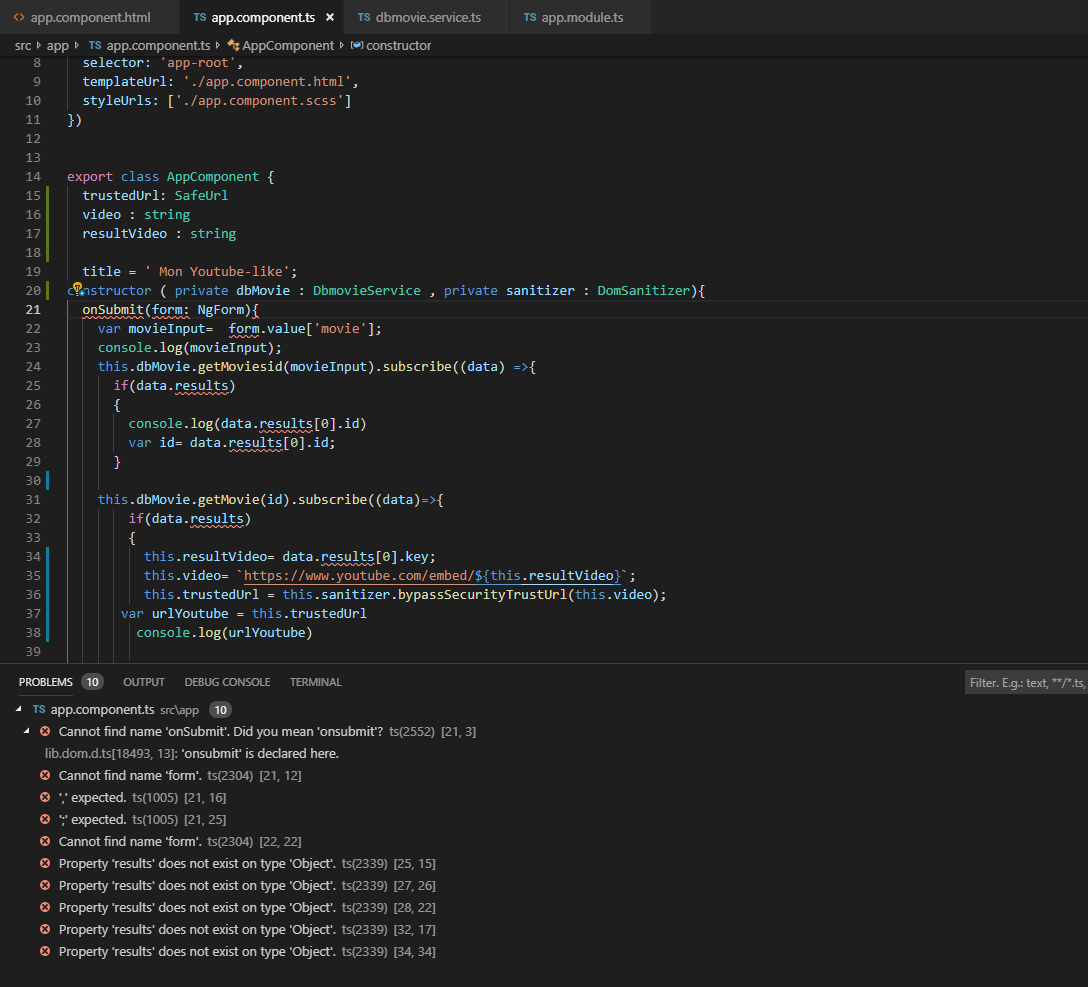 app.component.html
TS app.component.ts ×
TS dbmovie.service.ts
TS app.module.ts
src app TS app.component.ts AppComponent constructor
8 selector: 'app-root',
9 templateUrl: './app.component.html',
10 styleUrls: ['./app.component.scss']
11 })
12
13
14 export class AppComponent {
15 trustedUrl: SafeUrl
16 video : string
17 resultVideo : string
18
19 title = ' Mon Youtube-like';
20 constructor ( private dbMovie : DbmovieService , private sanitizer : DomSanitizer){
21 onSubmit(form: NgForm){
22 var movieInput=  form.value['movie'];
23 console.log(movieInput);
24 this.dbMovie.getMoviesid(movieInput).subscribe((data) =>{
25 if(data.results)
26 {
27 console.log(data.results[0].id)
28 var id= data.results[0].id;
29 }
30
31 this.dbMovie.getMovie(id).subscribe((data)=>{
32 if(data.results)
33 {
34 this.resultVideo= data.results[0].key;
35 this.video= `https://www.youtube.com/embed/${this.resultVideo}`;
36 this.trustedUrl = this.sanitizer.bypassSecurityTrustUrl(this.video);
37 var urlYoutube = this.trustedUrl
38 console.log(urlYoutube)
39
PROBLEMS 10 OUTPUT DEBUG CONSOLE TERMINAL Filter. E.g.: text, **/*.ts,
TS app.component.ts src\app 10
Cannot find name 'onSubmit'. Did you mean 'onsubmit'? ts(2552) [21, 3]
lib.dom.d.ts[18493, 13]: 'onsubmit' is declared here.
Cannot find name 'form'. ts(2304) [21, 12]
',' expected. ts(1005) [21, 16]
';' expected. ts(1005) [21, 25]
Cannot find name 'form'. ts(2304) [22, 22]
Property 'results' does not exist on type 'Object'. ts(2339) [25, 15]
Property 'results' does not exist on type 'Object'. ts(2339) [27, 26]
Property 'results' does not exist on type 'Object'. ts(2339) [28, 22]
Property 'results' does not exist on type 'Object'. ts(2339) [32, 17]
Property 'results' does not exist on type 'Object'. ts(2339) [34, 34]